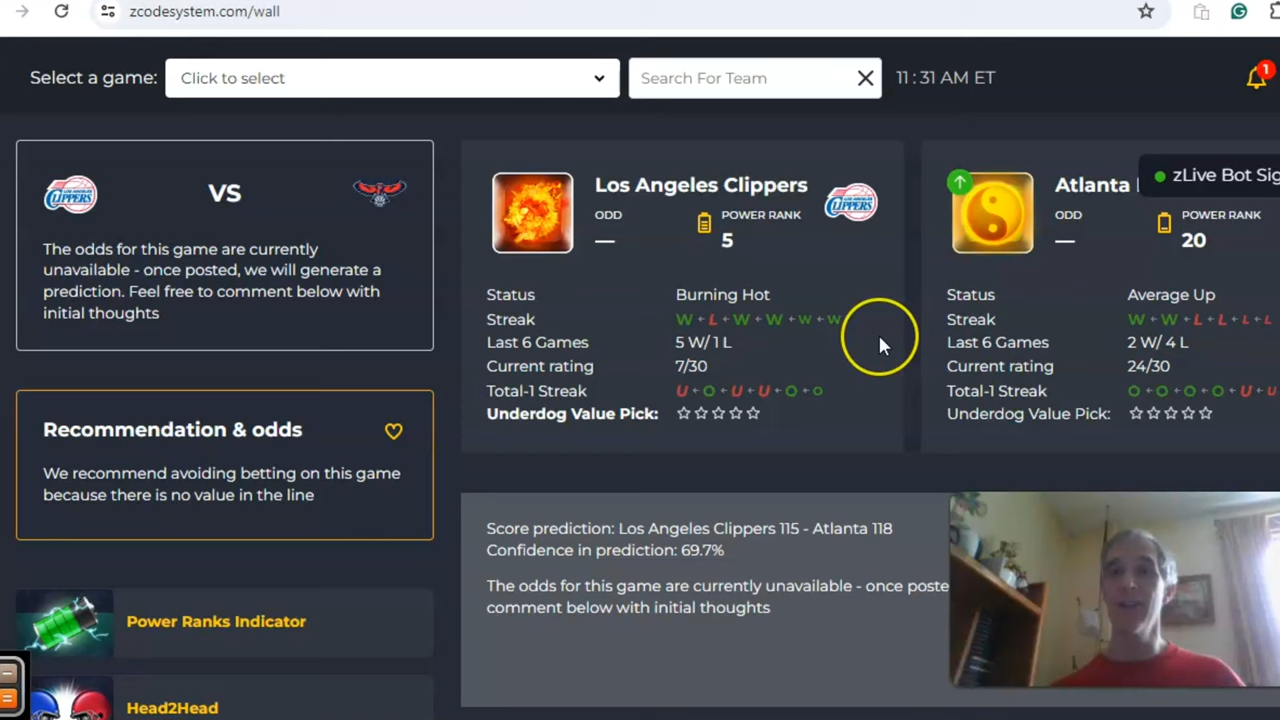 zcodesystem.com/wall
Select a game:
Click to select
Search For Team
11:31 AM ET
1
CLIPPERS
VS
The odds for this game are currently
unavailable - once posted, we will generate a
prediction. Feel free to comment below with
initial thoughts
Recommendation & odds
We recommend avoiding betting on this game
because there is no value in the line
Power Ranks Indicator
Head2Head
Los Angeles Clippers
CLIPPERS
ODD
—
POWER RANK
5
Status Burning Hot
Streak W ← L ← W ← W ← W ← W
Last 6 Games 5 W/ 1 L
Current rating 7/30
Total-1 Streak U ← O ← U ← U ← O ← O
Underdog Value Pick:
Atlanta
zLive Bot Sig
ODD
—
POWER RANK
20
Status Average Up
Streak W ← W ← L ← L ← L ← L
Last 6 Games 2 W/ 4 L
Current rating 24/30
Total-1 Streak O ← O ← O ← O ← U ← U
Underdog Value Pick:
Score prediction: Los Angeles Clippers 115 - Atlanta 118
Confidence in prediction: 69.7%
The odds for this game are currently unavailable - once poste
comment below with initial thoughts